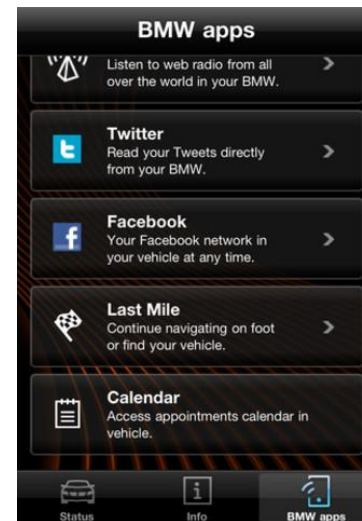 BMW apps
Listen to web radio from all
over the world in your BMW.
Twitter
Read your Tweets directly
from your BMW.
Facebook
Your Facebook network in
your vehicle at any time.
Last Mile
Continue navigating on foot
or find your vehicle.
Calendar
Access appointments calendar in
vehicle.
Status
Info
BMW apps